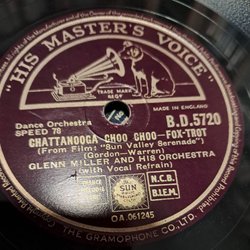 "HIS MASTER'S VOICE"
TRADE MARK
REGD
MADE IN ENGLAND
Dance Orchestra
SPEED 78
B.D.5720
CHATTANOOGA CHOO CHOO—FOX-TROT
(From Film: "Sun Valley Serenade")
(Gordon–Warren)
GLENN MILLER AND HIS ORCHESTRA
(with Vocal Refrain)
SUN
N.C.B.
B.I.E.M.
OA 061245
THE GRAMOPHONE CO., LTD.